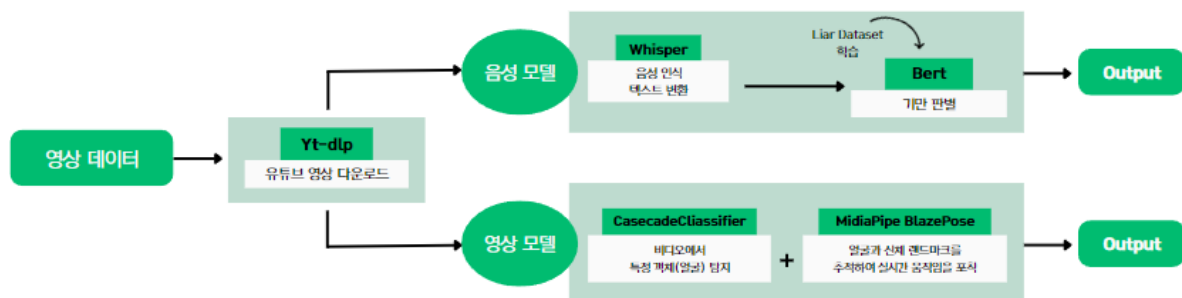 영상 데이터
Yt-dlp
유튜브 영상 다운로드
음성 모델
Whisper
음성 인식
텍스트 변환
Liar Dataset
학습
Bert
기만 판별
Output
영상 모델
CasecadeCliassifier
비디오에서
특정 객체(얼굴) 탐지
+
MidiaPipe BlazePose
얼굴과 신체 랜드마크를
추적하여 실시간 움직임을 포착
Output